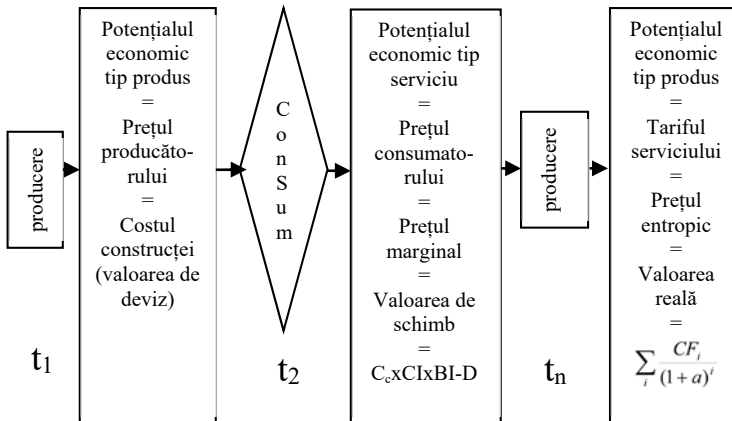 producere
t₁
Potențialul
economic
tip produs
=
Prețul
producăto-
rului
=
Costul
construcței
(valoarea de
deviz)
C
o
n
S
u
m
t₂
Potențialul
economic tip
serviciu
=
Prețul
consumato-
rului
=
Prețul
marginal
=
Valoarea de
schimb
=
C꜀xCIxBI-D
producere
tₙ
Potențialul
economic
tip produs
=
Tariful
serviciului
=
Prețul
entropic
=
Valoarea
reală
=
∑ᵢ CFᵢ / (1 + a)ⁱ